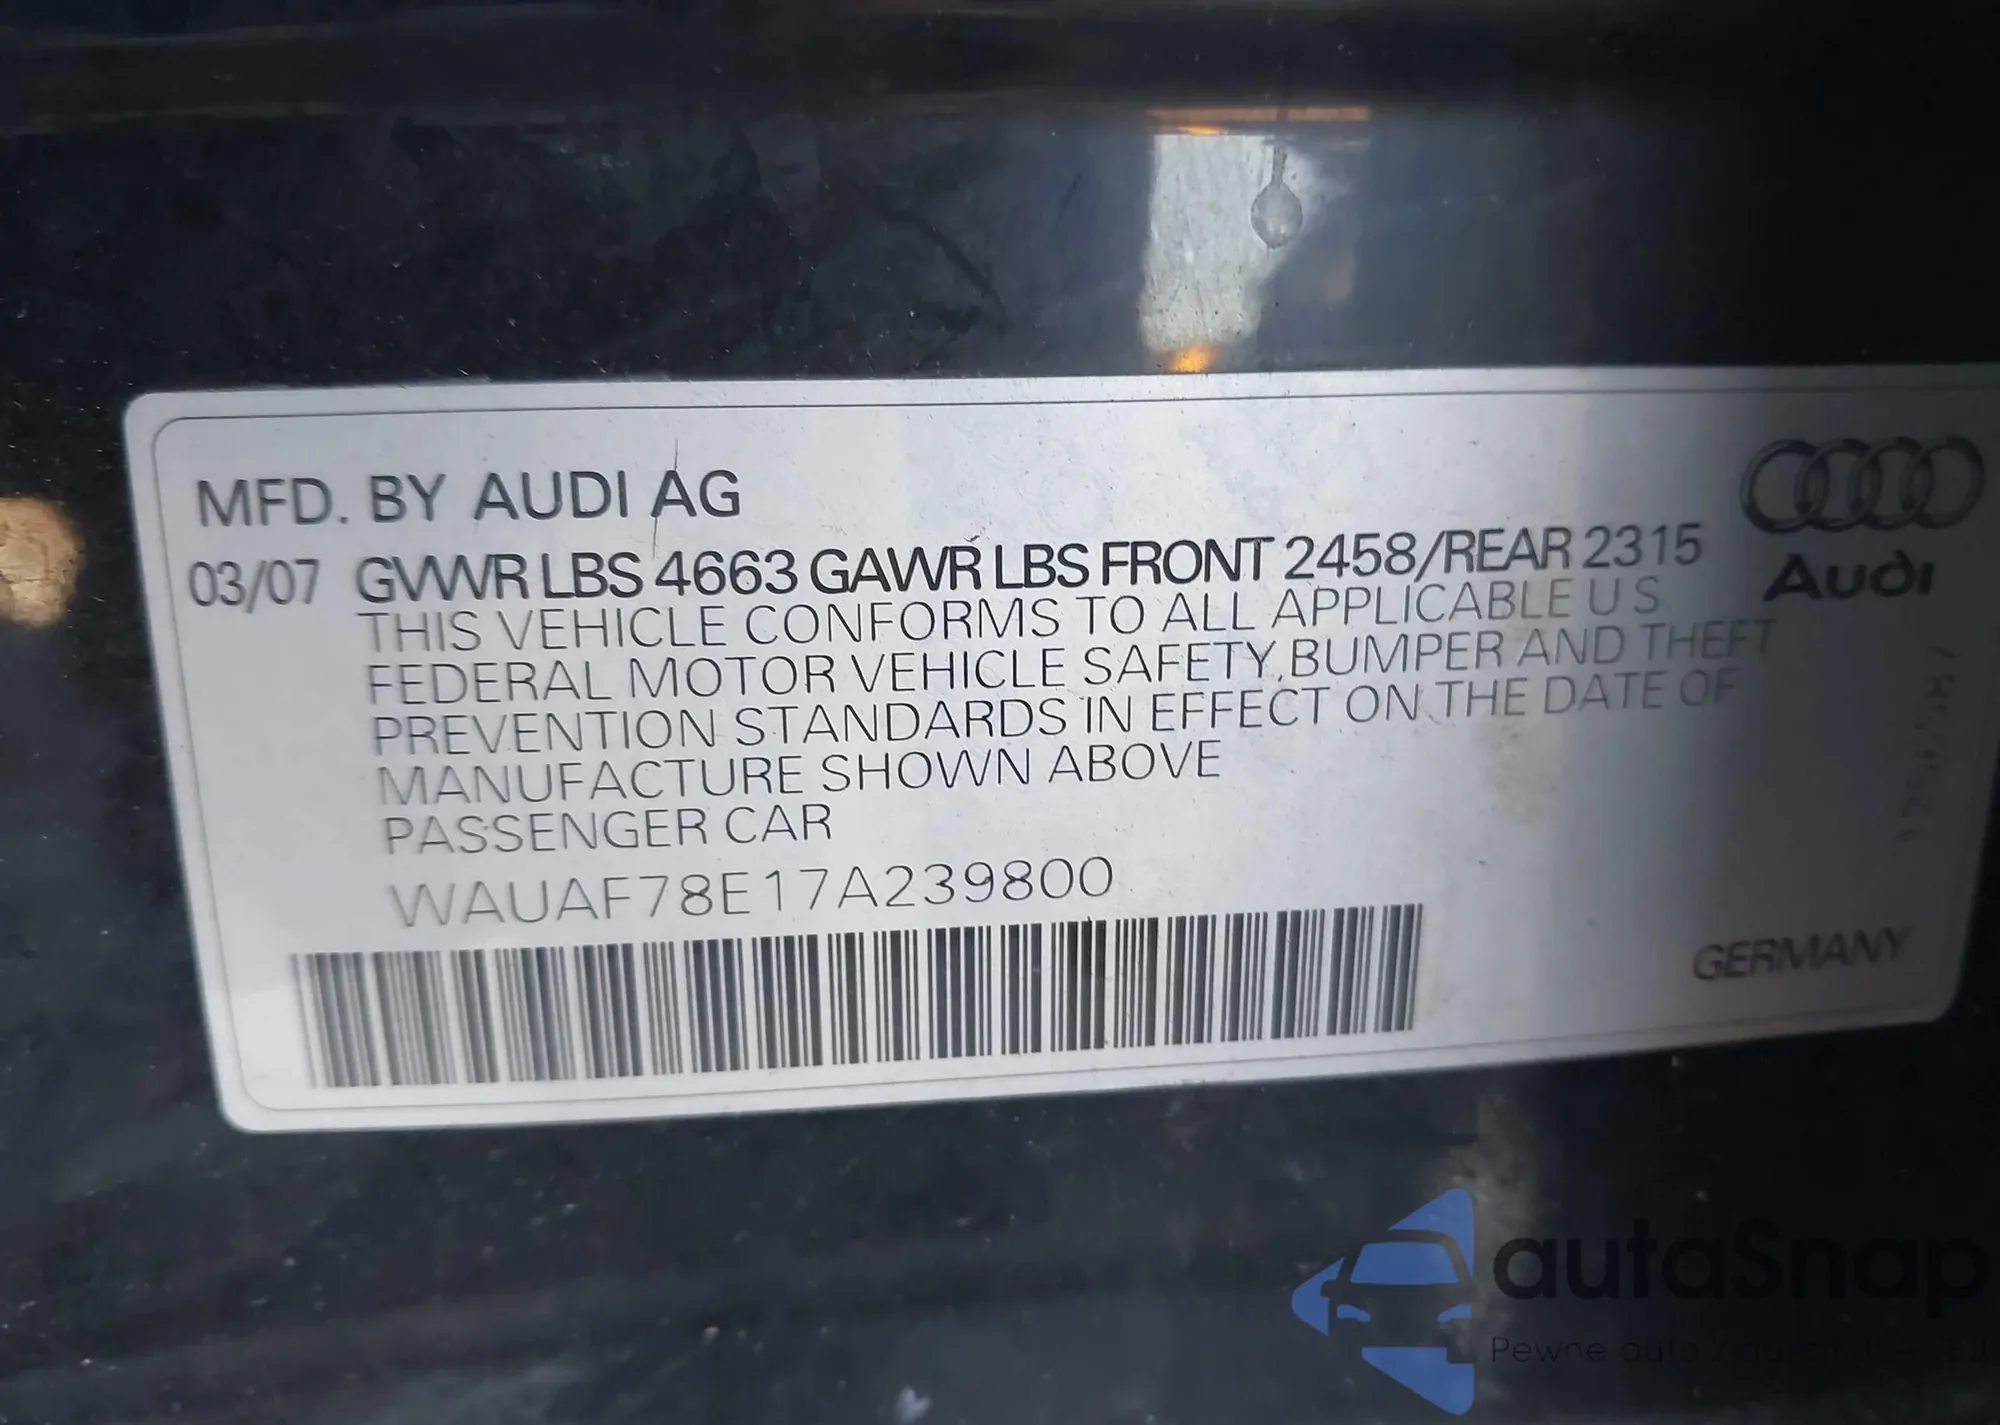 MFD. BY AUDI AG
03/07 GVWR LBS 4663 GAWR LBS FRONT 2458/REAR 2315
THIS VEHICLE CONFORMS TO ALL APPLICABLE U S
FEDERAL MOTOR VEHICLE SAFETY, BUMPER AND THEFT
PREVENTION STANDARDS IN EFFECT ON THE DATE OF
MANUFACTURE SHOWN ABOVE
PASSENGER CAR
WAUAF78E17A239800
Audi
GERMANY
autaSnap
Pewne auto z